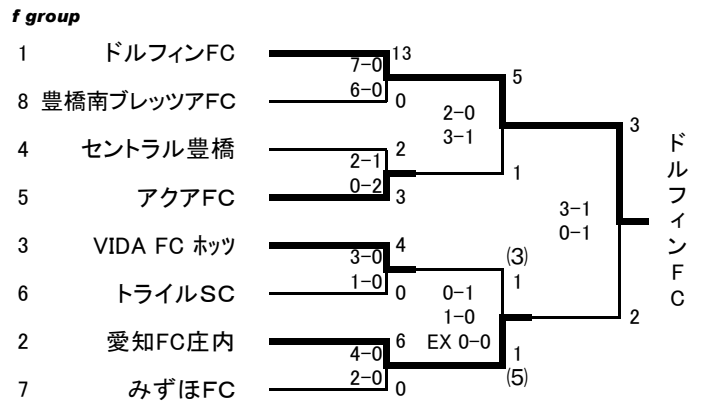 f group
1 ドルフィンFC
13
7-0
6-0
8 豊橋南ブレッツアFC
0
5
2-0
3-1
4 セントラル豊橋
2
2-1
0-2
5 アクアFC
3
1
3
3-1
0-1
ドルフィンFC
3 VIDA FC ホッツ
4
3-0
1-0
6 トライルSC
0
(3)
1
0-1
1-0
EX 0-0
2
2 愛知FC庄内
6
4-0
2-0
7 みずほFC
0
1
(5)